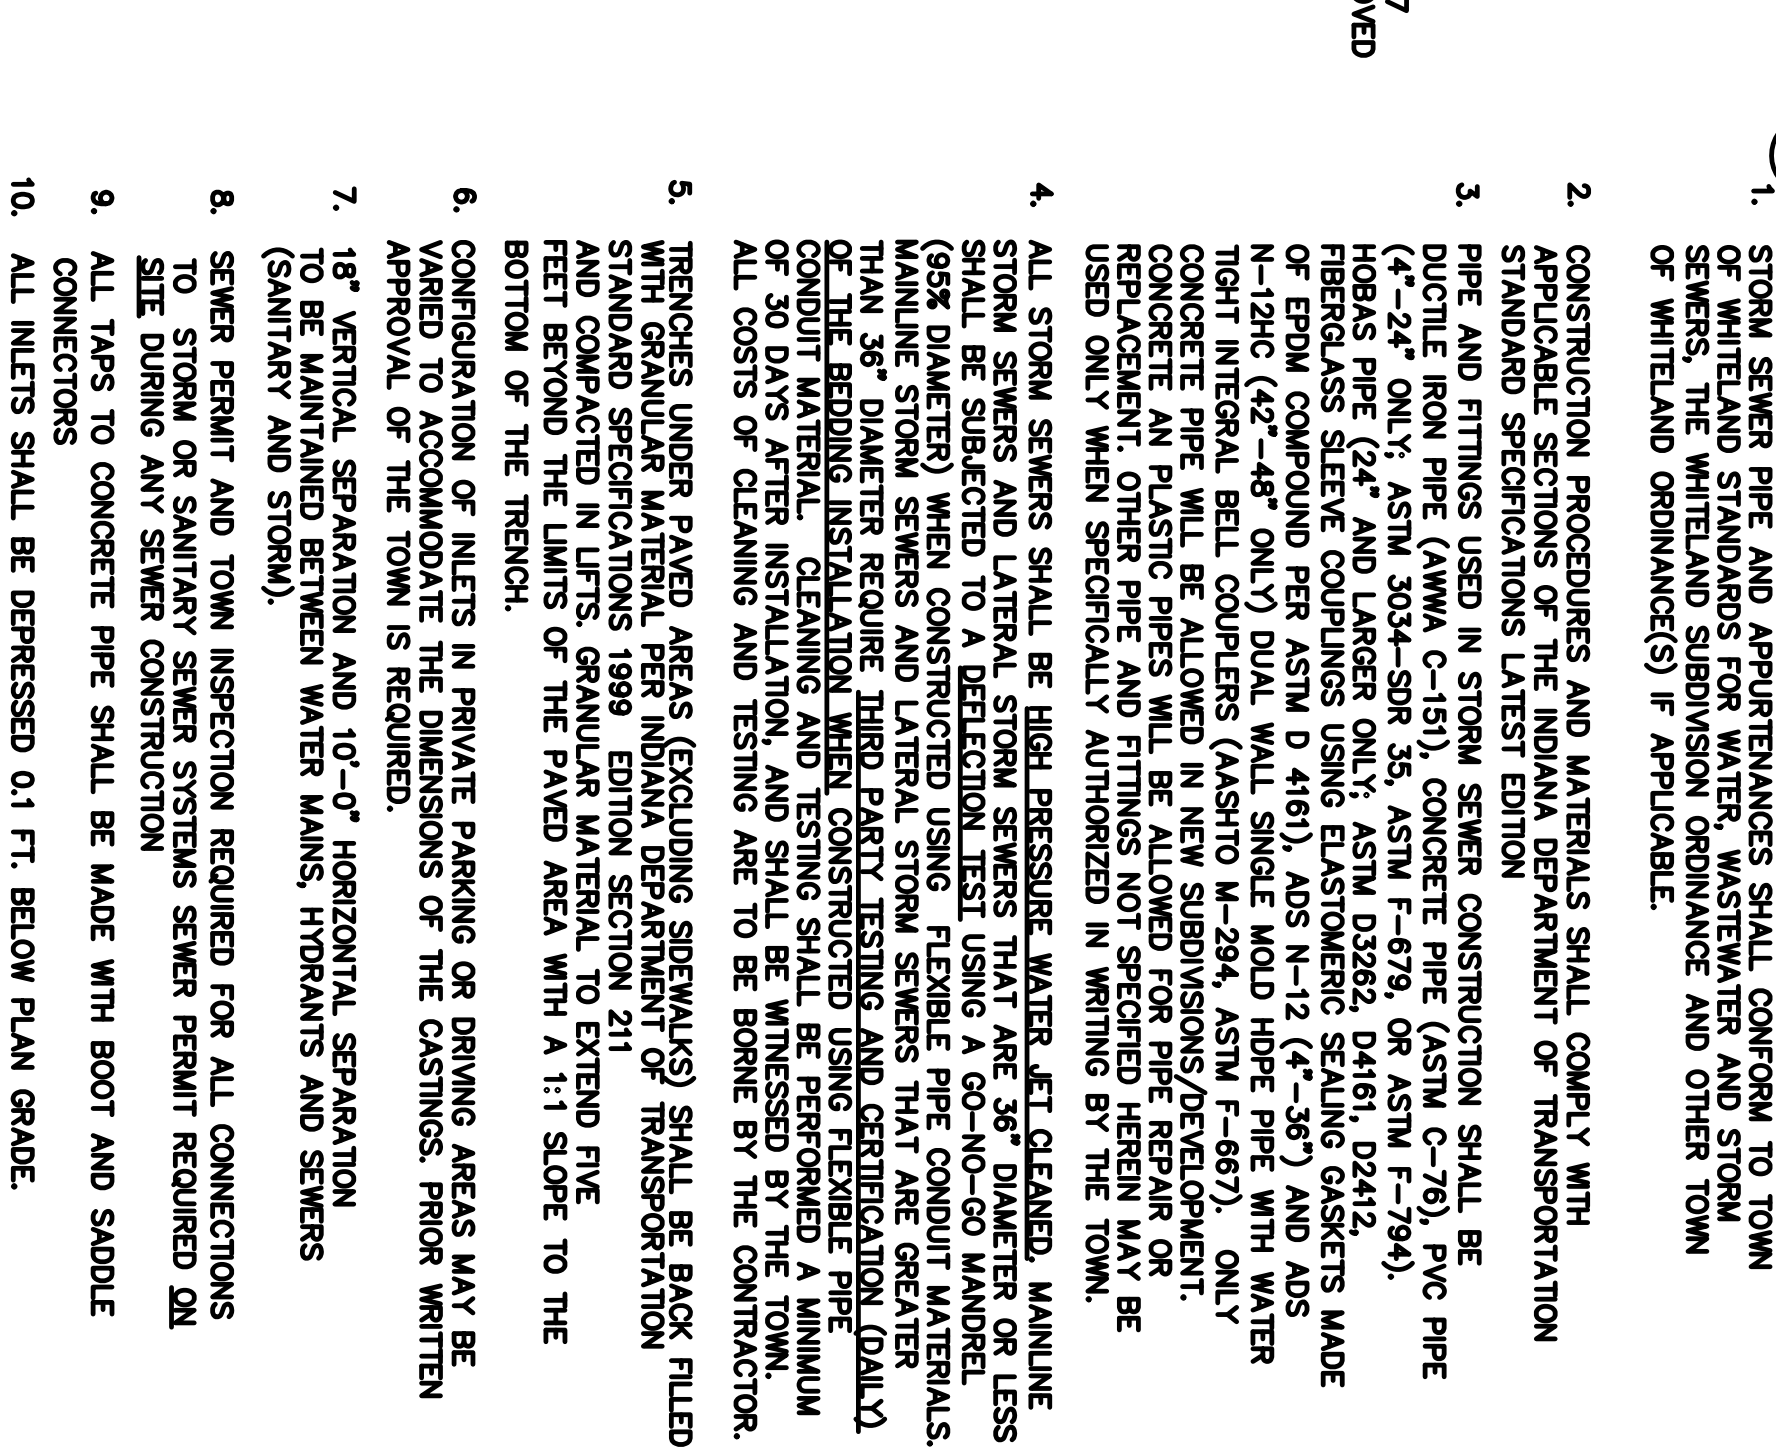 7
OVED
1. STORM SEWER PIPE AND APPURTENANCES SHALL CONFORM TO TOWN
OF WHITELAND STANDARDS FOR WATER, WASTEWATER AND STORM
SEWERS, THE WHITELAND SUBDIVISION ORDINANCE AND OTHER TOWN
OF WHITELAND ORDINANCE(S) IF APPLICABLE.
2. CONSTRUCTION PROCEDURES AND MATERIALS SHALL COMPLY WITH
APPLICABLE SECTIONS OF THE INDIANA DEPARTMENT OF TRANSPORTATION
STANDARD SPECIFICATIONS LATEST EDITION
3. PIPE AND FITTINGS USED IN STORM SEWER CONSTRUCTION SHALL BE
DUCTILE IRON PIPE (AWWA C-151), CONCRETE PIPE (ASTM C-76), PVC PIPE
(4"-24" ONLY; ASTM 3034-SDR 35, ASTM F-679, OR ASTM F-794).
HOBAS PIPE (24" AND LARGER ONLY; ASTM D3262, D4161, D2412,
FIBERGLASS SLEEVE COUPLINGS USING ELASTOMERIC SEALING GASKETS MADE
OF EPDM COMPOUND PER ASTM D 4161), ADS N-12 (4"-36") AND ADS
N-12HC (42"-48" ONLY) DUAL WALL SINGLE MOLD HDPE PIPE WITH WATER
TIGHT INTEGRAL BELL COUPLERS (AASHTO M-294, ASTM F-667). ONLY
CONCRETE PIPE WILL BE ALLOWED IN NEW SUBDIVISIONS/DEVELOPMENT.
CONCRETE AN PLASTIC PIPES WILL BE ALLOWED FOR PIPE REPAIR OR
REPLACEMENT. OTHER PIPE AND FITTINGS NOT SPECIFIED HEREIN MAY BE
USED ONLY WHEN SPECIFICALLY AUTHORIZED IN WRITING BY THE TOWN.
4. ALL STORM SEWERS SHALL BE HIGH PRESSURE WATER JET CLEANED. MAINLINE
STORM SEWERS AND LATERAL STORM SEWERS THAT ARE 36" DIAMETER OR LESS
SHALL BE SUBJECTED TO A DEFLECTION TEST USING A GO-NO-GO MANDREL
(95% DIAMETER) WHEN CONSTRUCTED USING FLEXIBLE PIPE CONDUIT MATERIALS.
MAINLINE STORM SEWERS AND LATERAL STORM SEWERS THAT ARE GREATER
THAN 36" DIAMETER REQUIRE THIRD PARTY TESTING AND CERTIFICATION (DAILY)
OF THE BEDDING INSTALLATION WHEN CONSTRUCTED USING FLEXIBLE PIPE
CONDUIT MATERIAL. CLEANING AND TESTING SHALL BE PERFORMED A MINIMUM
OF 30 DAYS AFTER INSTALLATION, AND SHALL BE WITNESSED BY THE TOWN.
ALL COSTS OF CLEANING AND TESTING ARE TO BE BORNE BY THE CONTRACTOR.
5. TRENCHES UNDER PAVED AREAS (EXCLUDING SIDEWALKS) SHALL BE BACK FILLED
WITH GRANULAR MATERIAL PER INDIANA DEPARTMENT OF TRANSPORTATION
STANDARD SPECIFICATIONS 1999 EDITION SECTION 211
AND COMPACTED IN LIFTS. GRANULAR MATERIAL TO EXTEND FIVE
FEET BEYOND THE LIMITS OF THE PAVED AREA WITH A 1:1 SLOPE TO THE
BOTTOM OF THE TRENCH.
6. CONFIGURATION OF INLETS IN PRIVATE PARKING OR DRIVING AREAS MAY BE
VARIED TO ACCOMMODATE THE DIMENSIONS OF THE CASTINGS. PRIOR WRITTEN
APPROVAL OF THE TOWN IS REQUIRED.
7. 18" VERTICAL SEPARATION AND 10'-0" HORIZONTAL SEPARATION
TO BE MAINTAINED BETWEEN WATER MAINS, HYDRANTS AND SEWERS
(SANITARY AND STORM).
8. SEWER PERMIT AND TOWN INSPECTION REQUIRED FOR ALL CONNECTIONS
TO STORM OR SANITARY SEWER SYSTEMS SEWER PERMIT REQUIRED ON
SITE DURING ANY SEWER CONSTRUCTION
9. ALL TAPS TO CONCRETE PIPE SHALL BE MADE WITH BOOT AND SADDLE
CONNECTORS
10. ALL INLETS SHALL BE DEPRESSED 0.1 FT. BELOW PLAN GRADE.